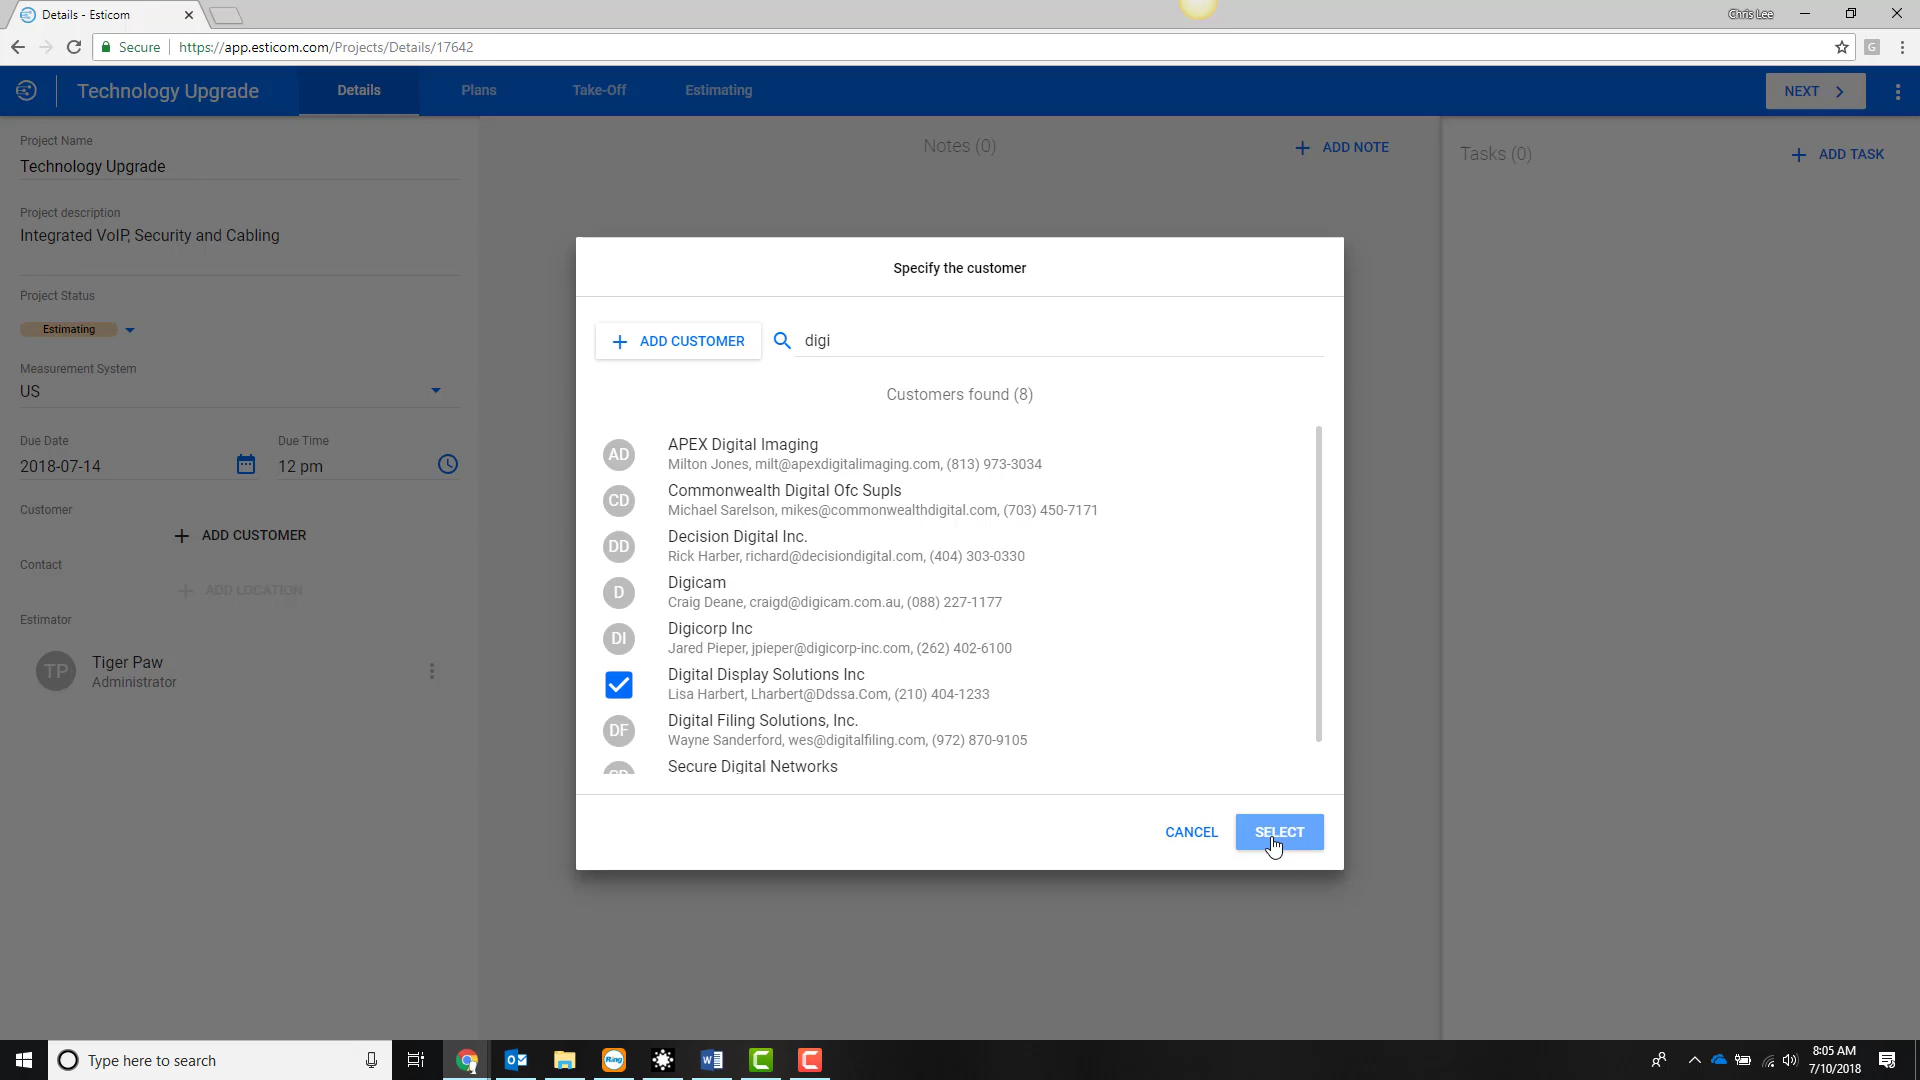 Details - Esticom
Chris Lee
Secure
https://app.esticom.com/Projects/Details/17642
G
Technology Upgrade
Details
Plans
Take-Off
Estimating
NEXT
Project Name
Technology Upgrade
Project description
Integrated VoIP, Security and Cabling
Project Status
Estimating
Measurement System
US
Due Date
Due Time
2018-07-14
12 pm
Customer
ADD CUSTOMER
Contact
ADD LOCATION
Estimator
TP
Tiger Paw
Administrator
Notes (0)
ADD NOTE
Tasks (0)
ADD TASK
Specify the customer
ADD CUSTOMER
digi
Customers found (8)
AD
APEX Digital Imaging
Milton Jones, milt@apexdigitalimaging.com, (813) 973-3034
CD
Commonwealth Digital Ofc Supls
Michael Sarelson, mikes@commonwealthdigital.com, (703) 450-7171
DD
Decision Digital Inc.
Rick Harber, richard@decisiondigital.com, (404) 303-0330
D
Digicam
Craig Deane, craigd@digicam.com.au, (088) 227-1177
DI
Digicorp Inc
Jared Pieper, jpieper@digicorp-inc.com, (262) 402-6100
Digital Display Solutions Inc
Lisa Harbert, Lharbert@Ddssa.Com, (210) 404-1233
DF
Digital Filing Solutions, Inc.
Wayne Sanderford, wes@digitalfiling.com, (972) 870-9105
Secure Digital Networks
CANCEL
SELECT
Type here to search
Ring
8:05 AM
7/10/2018